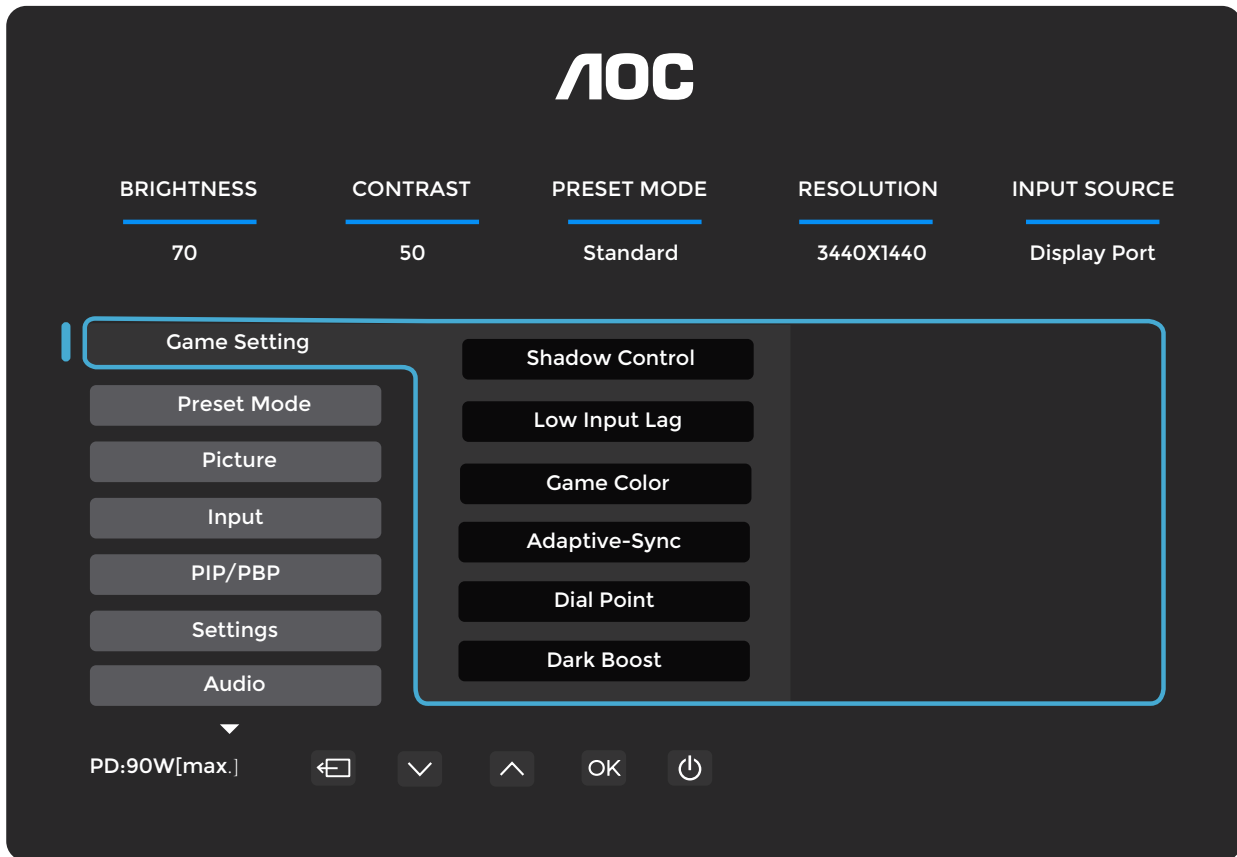 AOC
BRIGHTNESS CONTRAST PRESET MODE RESOLUTION INPUT SOURCE
70 50 Standard 3440X1440 Display Port
Game Setting
Preset Mode
Picture
Input
PIP/PBP
Settings
Audio
Shadow Control
Low Input Lag
Game Color
Adaptive-Sync
Dial Point
Dark Boost
PD:90W[max.]
OK